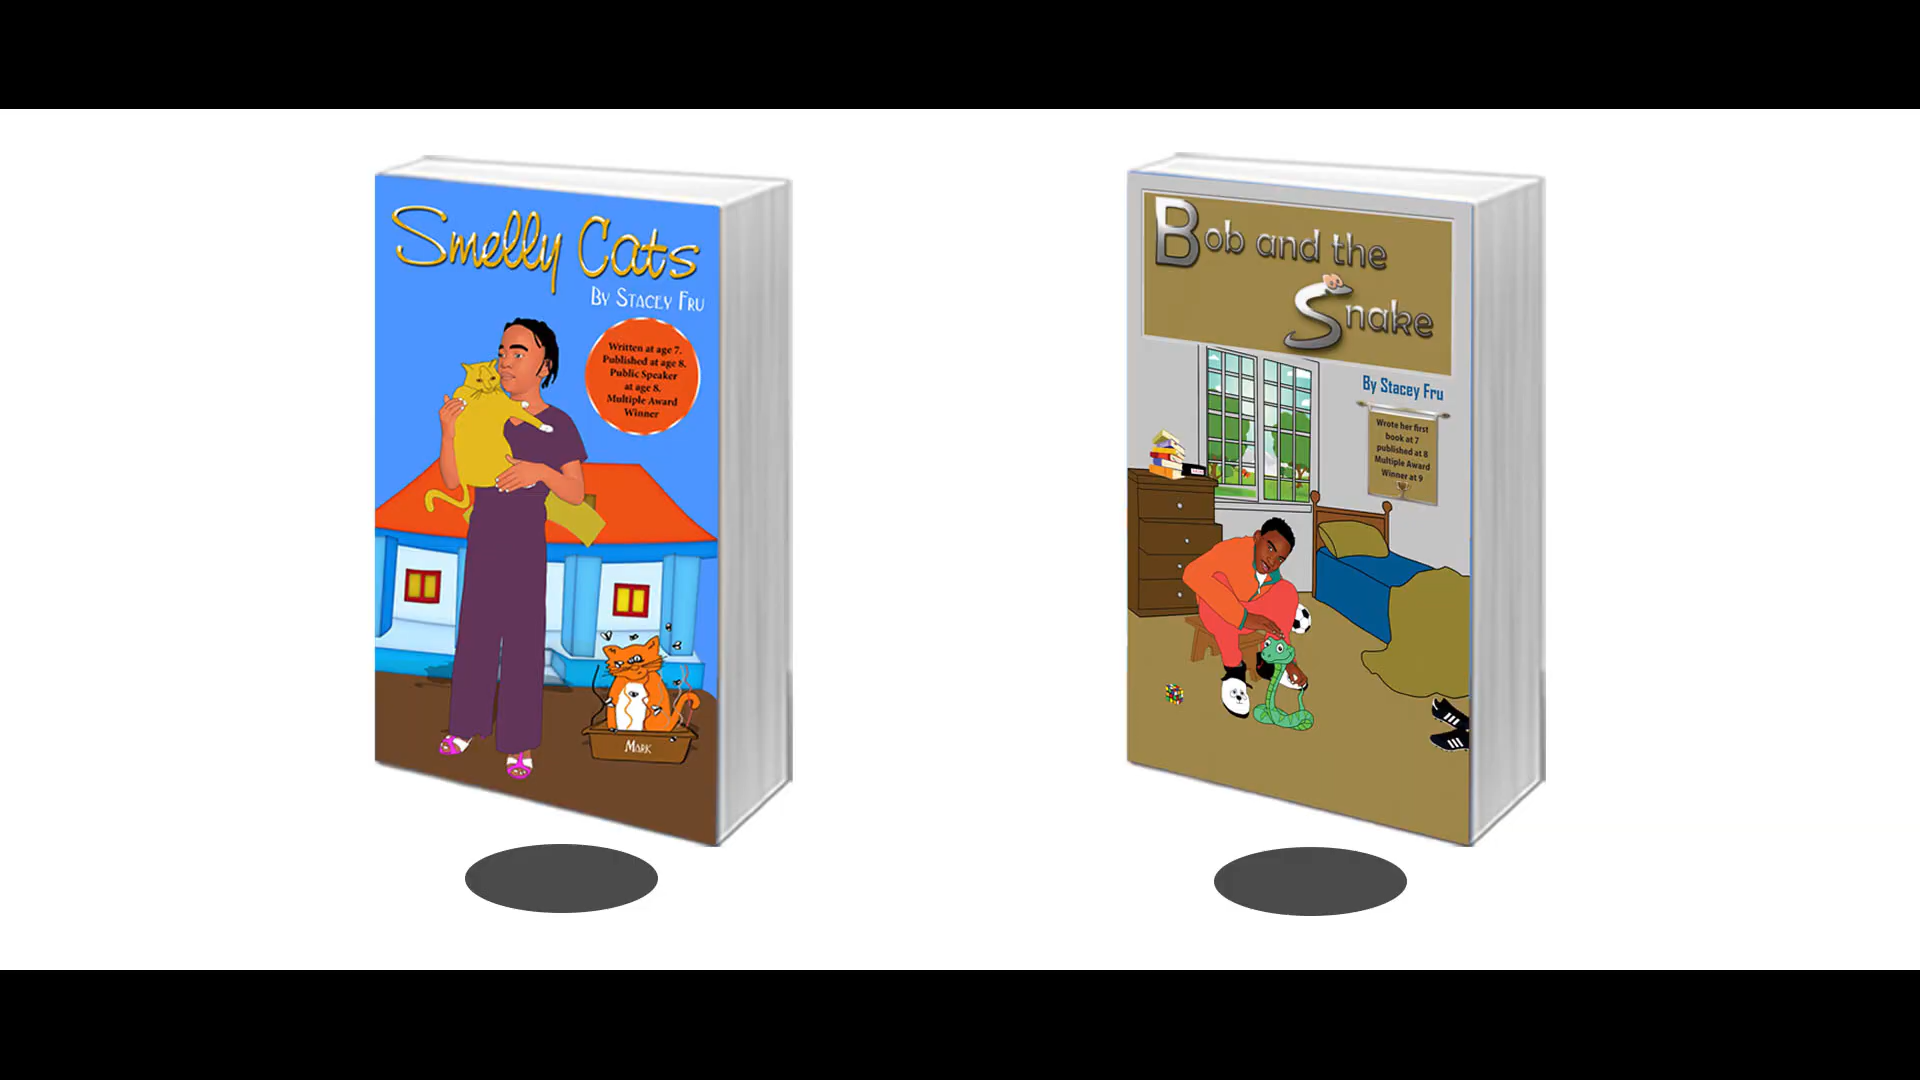 Smelly Cats
By Stacey Fru
Written at age 7.
Published at age 8.
Public Speaker
at age 8.
Multiple Award
Winner
Mark
Bob and the
Snake
By Stacey Fru
Wrote her first
book at 7
published at 8
Multiple Award
Winner at 9